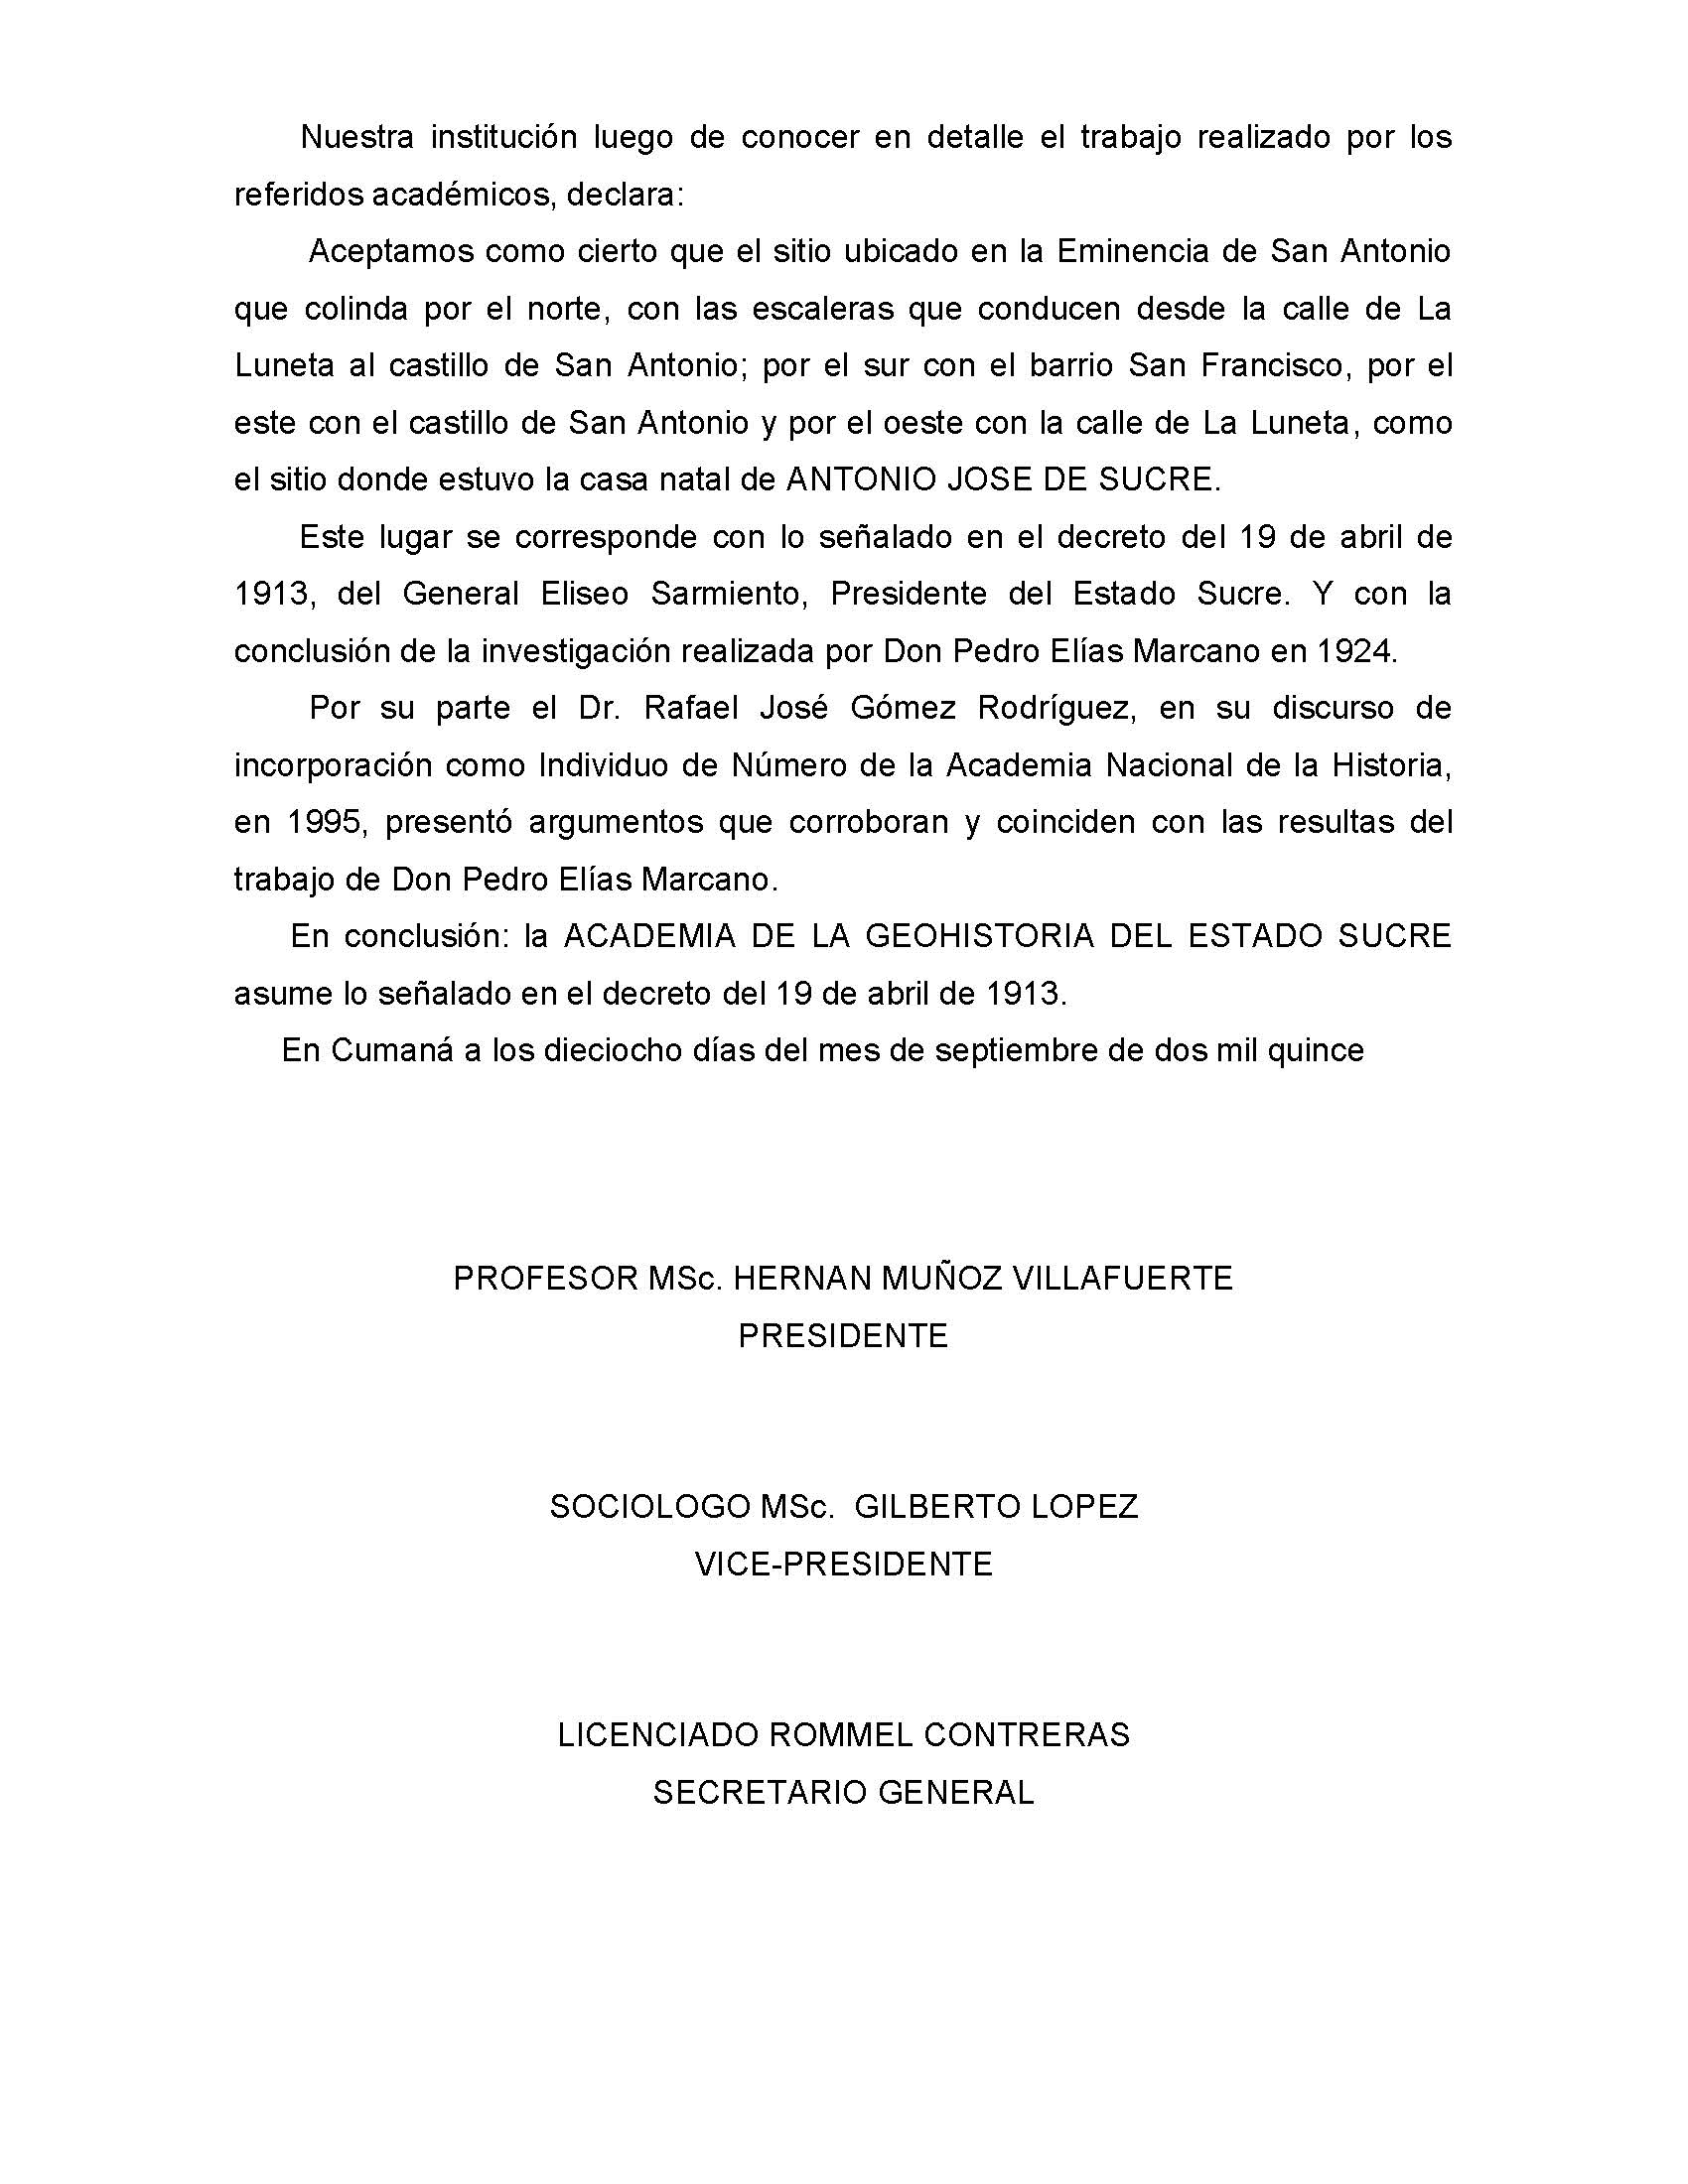 Nuestra institución luego de conocer en detalle el trabajo realizado por los
referidos académicos, declara:
Aceptamos como cierto que el sitio ubicado en la Eminencia de San Antonio
que colinda por el norte, con las escaleras que conducen desde la calle de La
Luneta al castillo de San Antonio; por el sur con el barrio San Francisco, por el
este con el castillo de San Antonio y por el oeste con la calle de La Luneta, como
el sitio donde estuvo la casa natal de ANTONIO JOSE DE SUCRE.
Este lugar se corresponde con lo señalado en el decreto del 19 de abril de
1913, del General Eliseo Sarmiento, Presidente del Estado Sucre. Y con la
conclusión de la investigación realizada por Don Pedro Elías Marcano en 1924.
Por su parte el Dr. Rafael José Gómez Rodríguez, en su discurso de
incorporación como Individuo de Número de la Academia Nacional de la Historia,
en 1995, presentó argumentos que corroboran y coinciden con las resultas del
trabajo de Don Pedro Elías Marcano.
En conclusión: la ACADEMIA DE LA GEOHISTORIA DEL ESTADO SUCRE
asume lo señalado en el decreto del 19 de abril de 1913.
En Cumaná a los dieciocho días del mes de septiembre de dos mil quince
PROFESOR MSc. HERNAN MUÑOZ VILLAFUERTE
PRESIDENTE
SOCIOLOGO MSc.  GILBERTO LOPEZ
VICE-PRESIDENTE
LICENCIADO ROMMEL CONTRERAS
SECRETARIO GENERAL